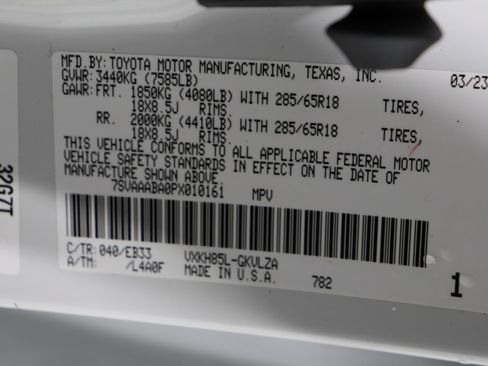 MFD.BY: TOYOTA MOTOR MANUFACTURING, TEXAS, INC. 03/23
GVWR: 3440KG (7585LB)
GAWR: FRT. 1850KG (4080LB) WITH 285/65R18 TIRES,
18X8.5J RIMS.
RR. 2000KG (4410LB) WITH 285/65R18 TIRES,
18X8.5J RIMS.
THIS VEHICLE CONFORMS TO ALL APPLICABLE FEDERAL MOTOR
VEHICLE SAFETY STANDARDS IN EFFECT ON THE DATE OF
MANUFACTURE SHOWN ABOVE
7SVAAABA0PX010161 MPV
C/TR: 040/EB33 VXKH85L-GKVLZA
A/TM: /L4A0F MADE IN U.S.A. 782 1
32G7T